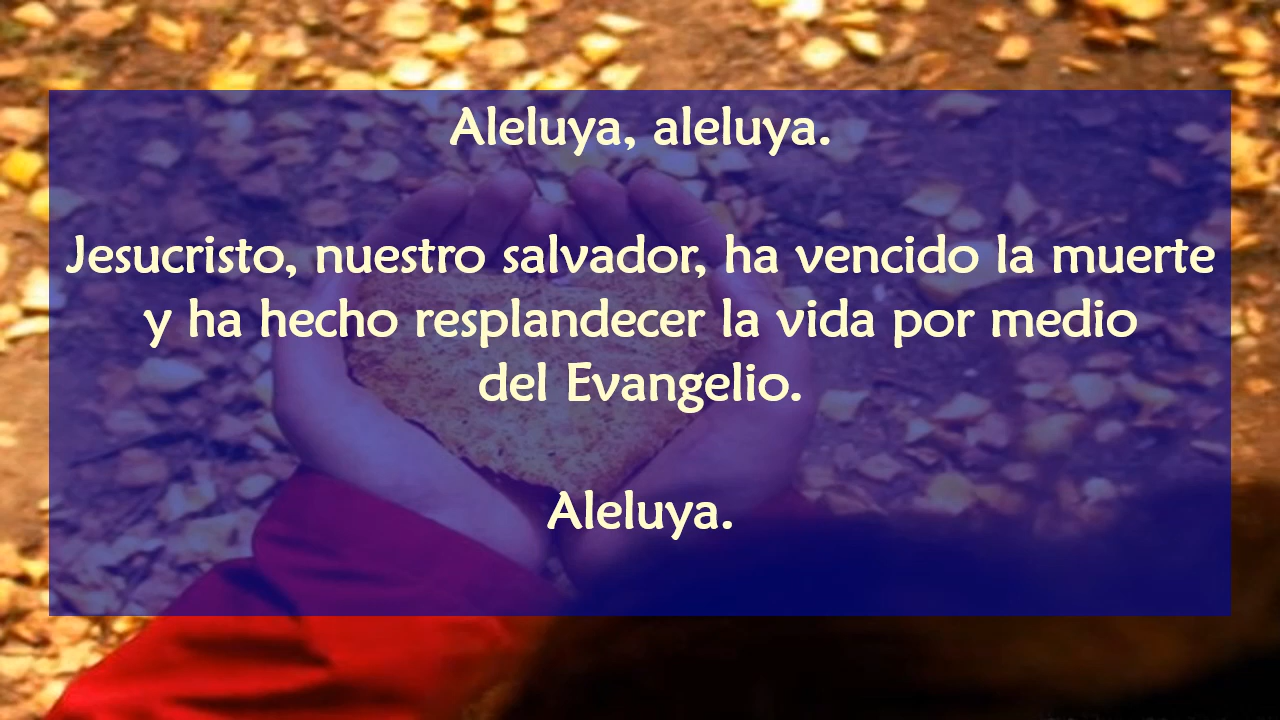 Aleluya, aleluya.
Jesucristo, nuestro salvador, ha vencido la muerte
y ha hecho resplandecer la vida por medio
del Evangelio.
Aleluya.